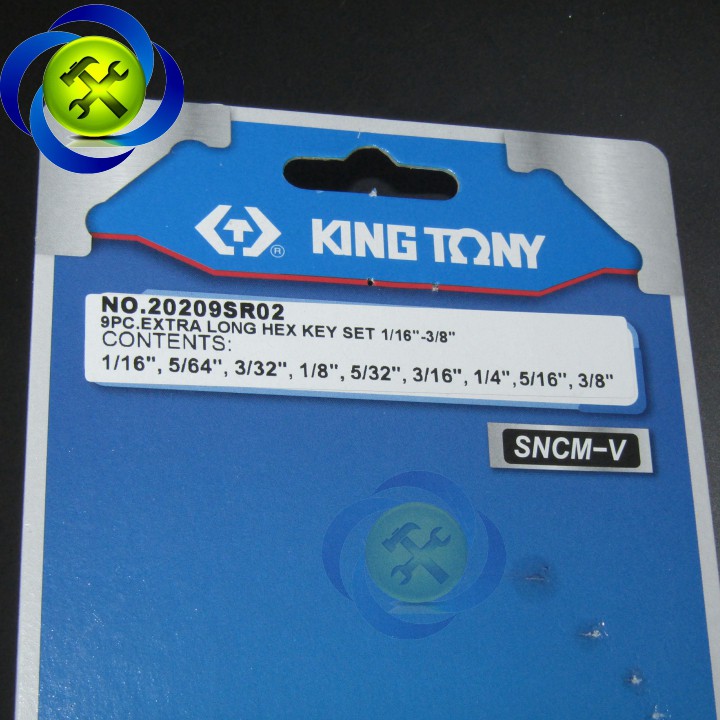 KING TONY
®
NO.20209SR02
9PC.EXTRA LONG HEX KEY SET 1/16"-3/8"
CONTENTS:
1/16", 5/64", 3/32", 1/8", 5/32", 3/16", 1/4", 5/16", 3/8"
SNCM-V